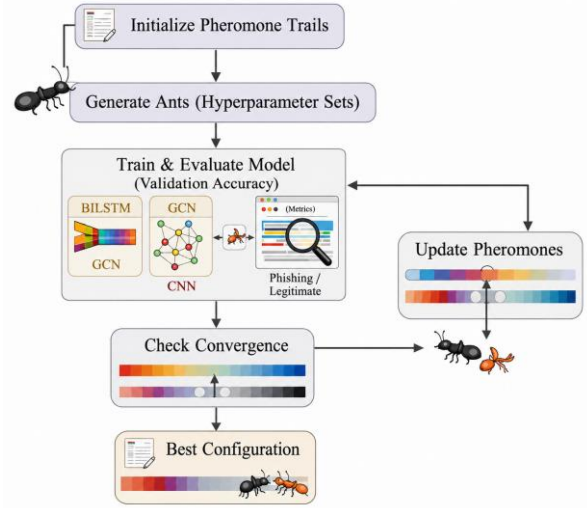 Initialize Pheromone Trails
Generate Ants (Hyperparameter Sets)
Train & Evaluate Model
(Validation Accuracy)
BILSTM
GCN
GCN
CNN
(Metrics)
Phishing /
Legitimate
Update Pheromones
Check Convergence
Best Configuration